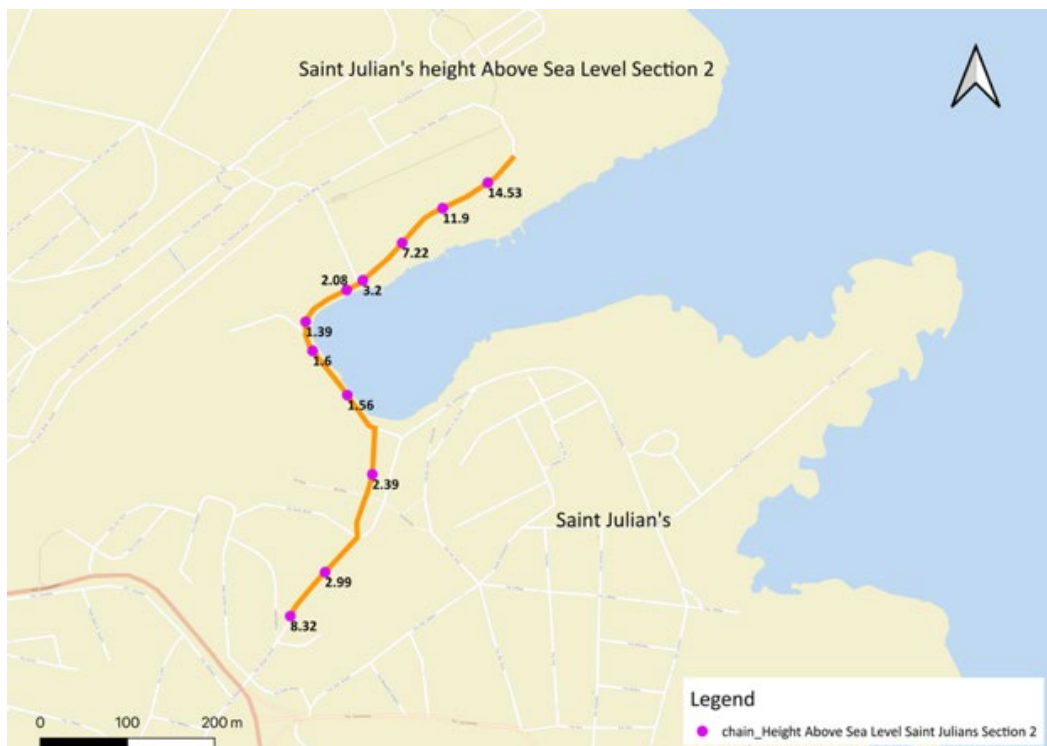 Saint Julian's height Above Sea Level Section 2
14.53
11.9
7.22
2.08
3.2
1.39
1.6
1.56
2.39
Saint Julian's
2.99
8.32
Legend
0 100 200 m
chain_Height Above Sea Level Saint Julians Section 2